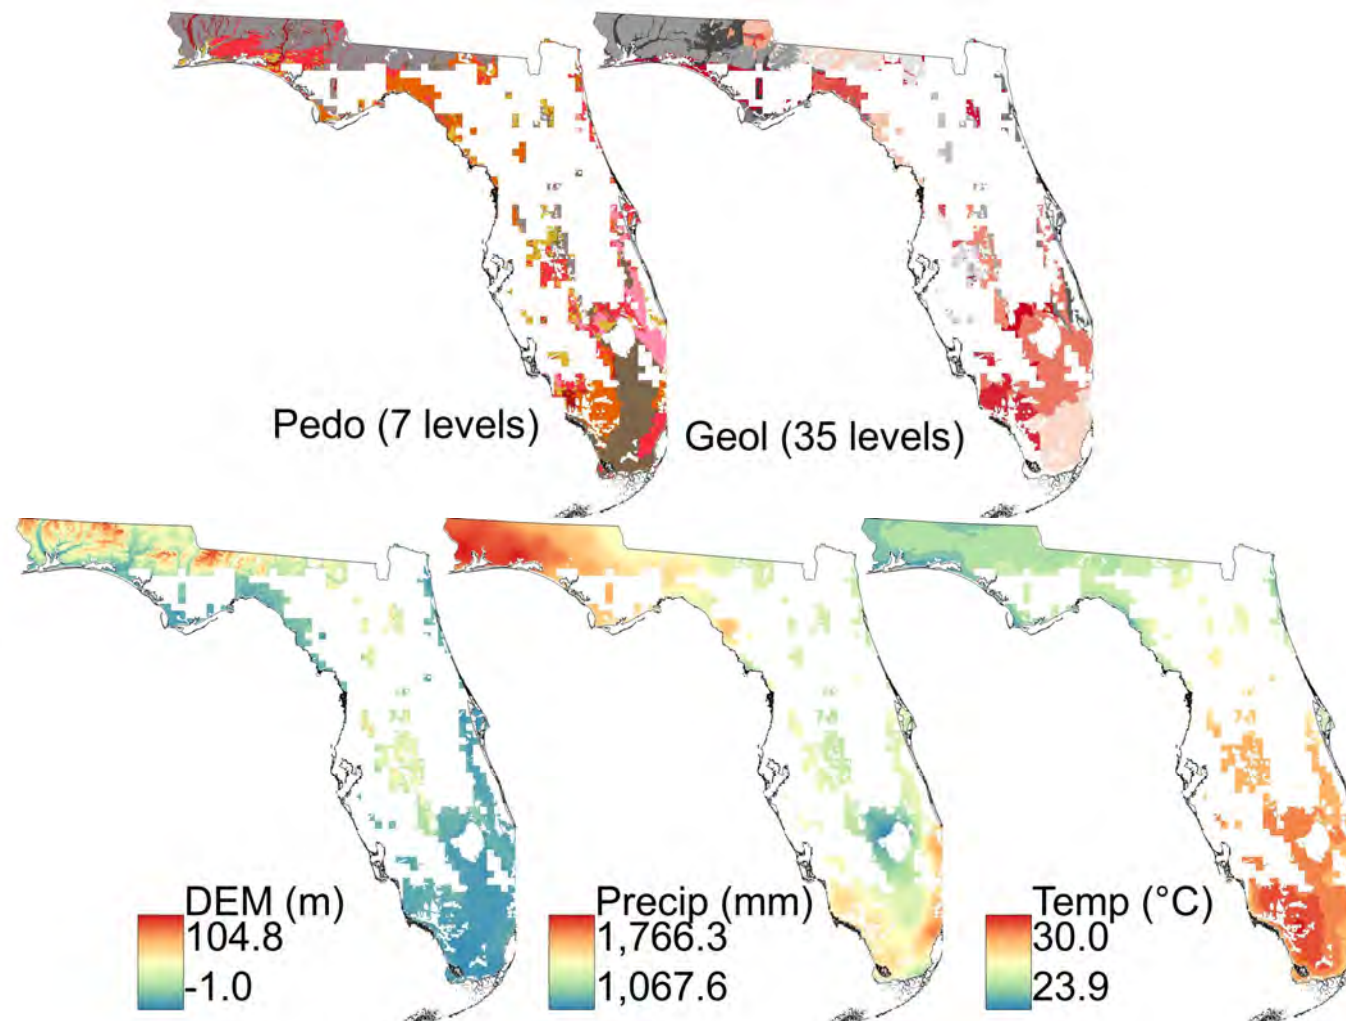 Pedo (7 levels)
Geol (35 levels)
DEM (m)
104.8
-1.0
Precip (mm)
1,766.3
1,067.6
Temp (°C)
30.0
23.9